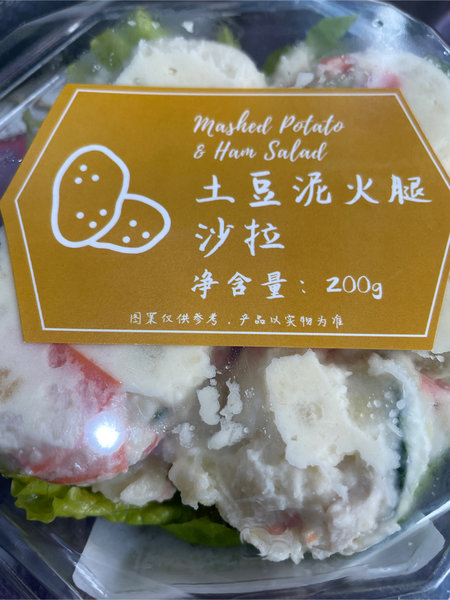 Mashed Potato
& Ham Salad
土豆泥火腿
沙拉
净含量：200g
图案仅供参考，产品以实物为准